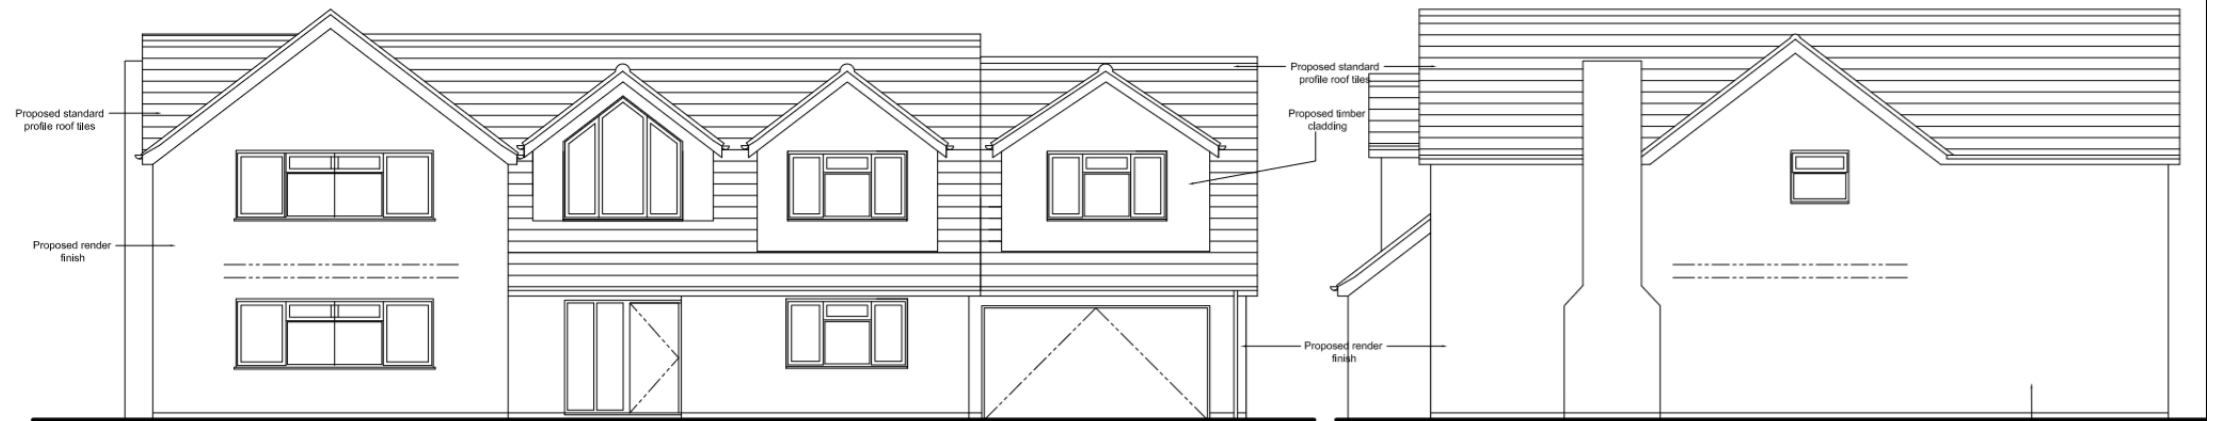 Proposed standard
profile roof tiles
Proposed render
finish
Proposed standard
profile roof tiles
Proposed timber
cladding
Proposed render
finish